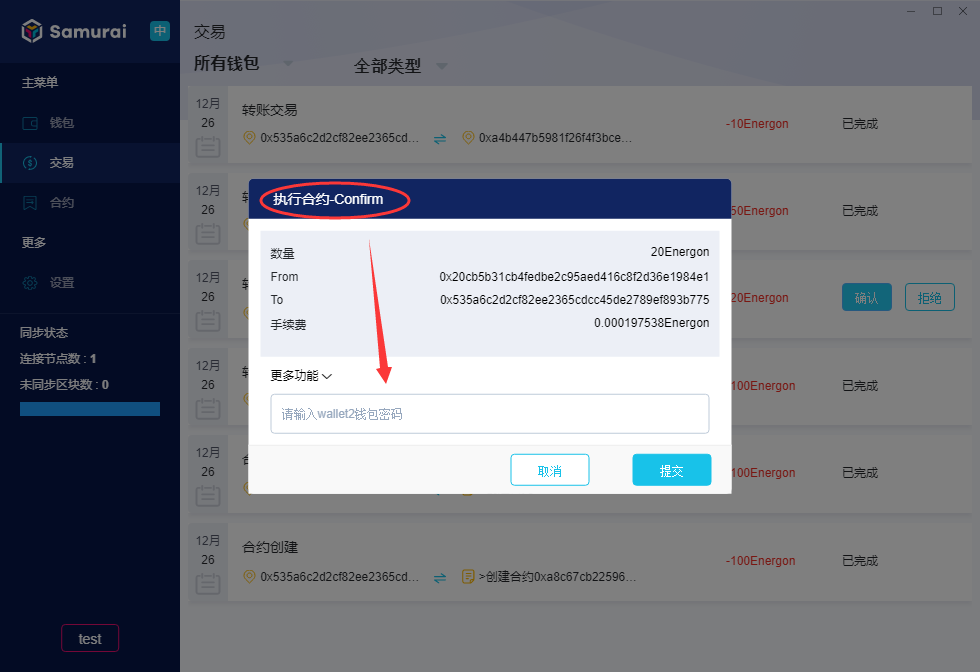 Samurai 中
主菜单
钱包
交易
合约
更多
设置
同步状态
连接节点数 : 1
未同步区块数 : 0
test
交易
所有钱包 全部类型
12月
26
转账交易
0x535a6c2d2cf82ee2365cd... 0xa4b447b5981f26f4f3bce...
-10Energon 已完成
12月
26
50Energon 已完成
12月
26
20Energon 确认 拒绝
12月
26
100Energon 已完成
12月
26
100Energon 已完成
12月
26
合约创建
0x535a6c2d2cf82ee2365cd... >创建合约0xa8c67cb22596...
-100Energon 已完成
执行合约-Confirm
数量 20Energon
From 0x20cb5b31cb4fedbe2c95aed416c8f2d36e1984e1
To 0x535a6c2d2cf82ee2365cdcc45de2789ef893b775
手续费 0.000197538Energon
更多功能
请输入wallet2钱包密码
取消 提交